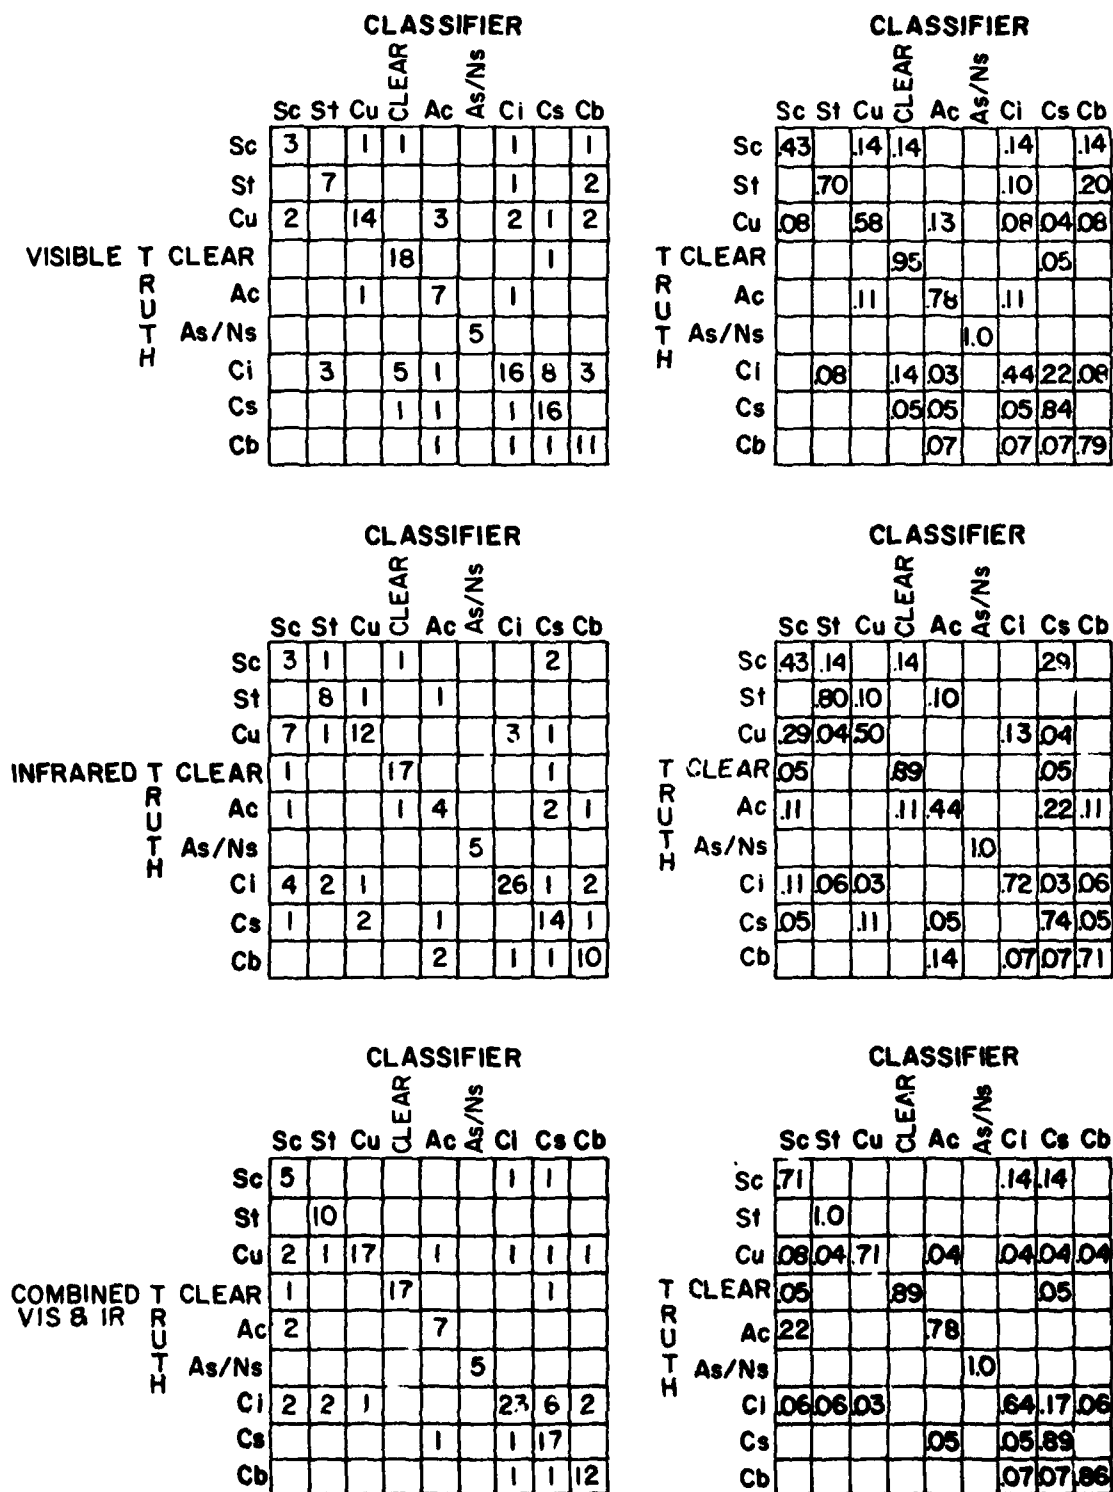 CLASSIFIER CLASSIFIER
Sc St Cu CLEAR Ac As/Ns Ci Cs Cb Sc St Cu CLEAR Ac As/Ns Ci Cs Cb
Sc 3 1 1 1 1 Sc .43 .14 .14 .14 .14
St 7 1 2 St .70 .10 .20
Cu 2 14 3 2 1 2 Cu .08 .58 .13 .08 .04 .08
VISIBLE TRUTH CLEAR 18 1 TRUTH CLEAR .95 .05
Ac 1 7 1 Ac .11 .78 .11
As/Ns 5 As/Ns 1.0
Ci 3 5 1 16 8 3 Ci .08 .14 .03 .44 .22 .08
Cs 1 1 1 16 Cs .05 .05 .05 .84
Cb 1 1 1 11 Cb .07 .07 .07 .79
CLASSIFIER CLASSIFIER
Sc St Cu CLEAR Ac As/Ns Ci Cs Cb Sc St Cu CLEAR Ac As/Ns Ci Cs Cb
Sc 3 1 1 2 Sc .43 .14 .14 .29
St 8 1 1 St .80 .10 .10
Cu 7 1 12 3 1 Cu .29 .04 .50 .13 .04
INFRARED TRUTH CLEAR 1 17 1 TRUTH CLEAR .05 .89 .05
Ac 1 1 4 2 1 Ac .11 .11 .44 .22 .11
As/Ns 5 As/Ns 1.0
Ci 4 2 1 26 1 2 Ci .11 .06 .03 .72 .03 .06
Cs 1 2 1 14 1 Cs .05 .11 .05 .74 .05
Cb 2 1 1 10 Cb .14 .07 .07 .71
CLASSIFIER CLASSIFIER
Sc St Cu CLEAR Ac As/Ns Ci Cs Cb Sc St Cu CLEAR Ac As/Ns Ci Cs Cb
Sc 5 1 1 Sc .71 .14 .14
St 10 St 1.0
Cu 2 1 17 1 1 1 1 Cu .08 .04 .71 .04 .04 .04 .04
COMBINED VIS & IR TRUTH CLEAR 1 17 1 TRUTH CLEAR .05 .89 .05
Ac 2 7 Ac .22 .78
As/Ns 5 As/Ns 1.0
Ci 2 2 1 23 6 2 Ci .06 .06 .03 .64 .17 .06
Cs 1 1 17 Cs .05 .05 .89
Cb 1 1 12 Cb .07 .07 .86